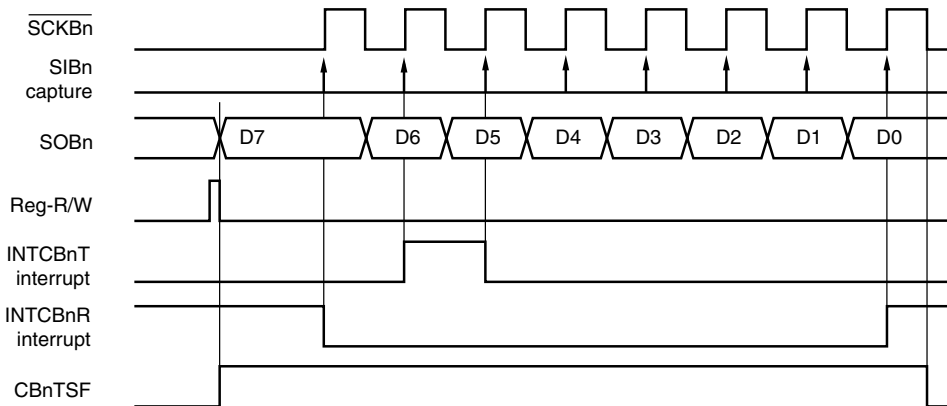 SCKBn
SIBn
capture
SOBn
D7
D6
D5
D4
D3
D2
D1
D0
Reg-R/W
INTCBnT
interrupt
INTCBnR
interrupt
CBnTSF